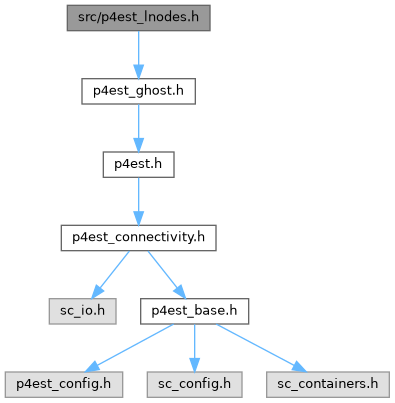 src/p4est_lnodes.h
p4est_ghost.h
p4est.h
p4est_connectivity.h
sc_io.h
p4est_base.h
p4est_config.h
sc_config.h
sc_containers.h